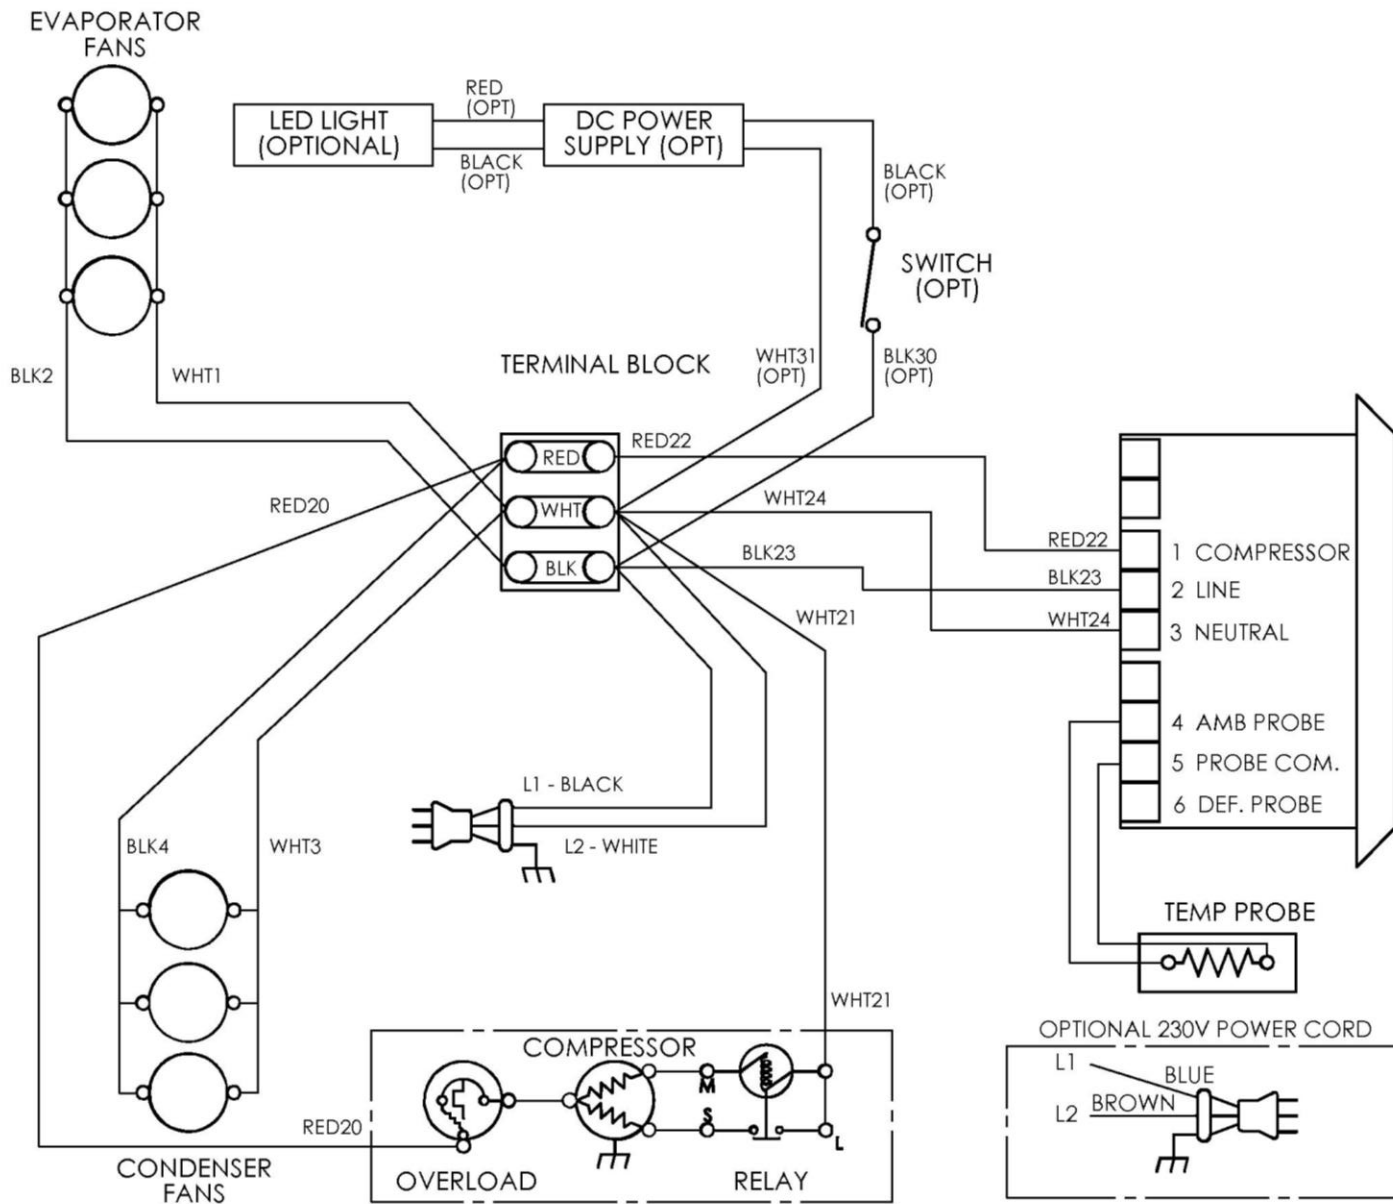 EVAPORATOR
FANS
LED LIGHT
(OPTIONAL)
RED
(OPT)
BLACK
(OPT)
DC POWER
SUPPLY (OPT)
BLACK
(OPT)
SWITCH
(OPT)
BLK2
WHT1
TERMINAL BLOCK
WHT31
(OPT)
BLK30
(OPT)
RED
WHT
BLK
RED22
WHT24
BLK23
WHT21
RED20
RED22
BLK23
WHT24
1 COMPRESSOR
2 LINE
3 NEUTRAL
4 AMB PROBE
5 PROBE COM.
6 DEF. PROBE
L1 - BLACK
L2 - WHITE
BLK4
WHT3
TEMP PROBE
WHT21
OPTIONAL 230V POWER CORD
L1
BLUE
L2
BROWN
COMPRESSOR
M
S
L
RED20
OVERLOAD
RELAY
CONDENSER
FANS